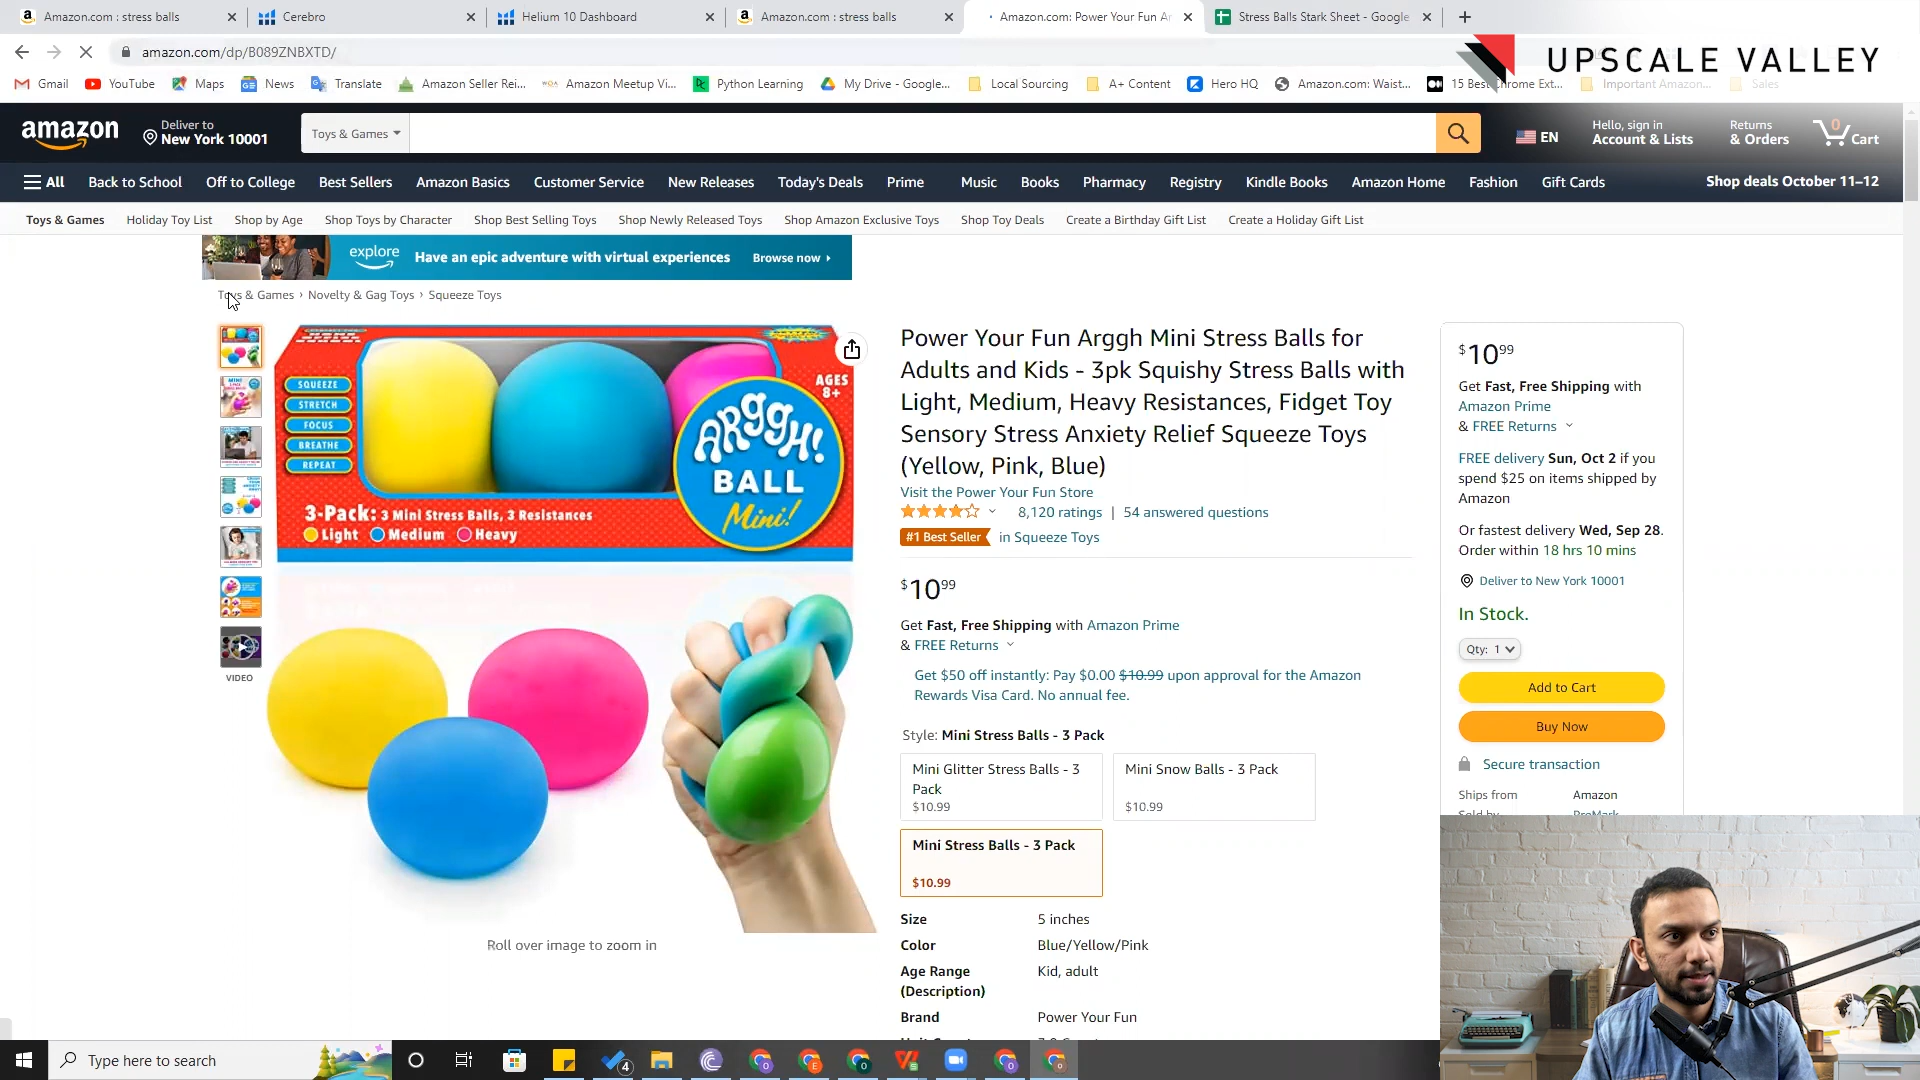 Amazon.com : stress balls
Cerebro
Helium 10 Dashboard
Amazon.com : stress balls
Amazon.com: Power Your Fun Ar
Stress Balls Stark Sheet - Google
amazon.com/dp/B089ZNBXTD/
UPSCALE VALLEY
Gmail
YouTube
Maps
News
Translate
Amazon Seller Rei...
Amazon Meetup Vi...
Python Learning
My Drive - Google...
Local Sourcing
A+ Content
Hero HQ
Amazon.com: Waist...
15 Best Chrome Ext...
Important Amazon...
Sales
amazon
Deliver to
New York 10001
Toys & Games
EN
Hello, sign in
Account & Lists
Returns
& Orders
0
Cart
All
Back to School
Off to College
Best Sellers
Amazon Basics
Customer Service
New Releases
Today's Deals
Prime
Music
Books
Pharmacy
Registry
Kindle Books
Amazon Home
Fashion
Gift Cards
Shop deals October 11–12
Toys & Games
Holiday Toy List
Shop by Age
Shop Toys by Character
Shop Best Selling Toys
Shop Newly Released Toys
Shop Amazon Exclusive Toys
Shop Toy Deals
Create a Birthday Gift List
Create a Holiday Gift List
explore
Have an epic adventure with virtual experiences
Browse now ›
Toys & Games › Novelty & Gag Toys › Squeeze Toys
SQUEEZE
STRETCH
FOCUS
BREATHE
REPEAT
AGES
8+
ARGGH!
BALL
Mini!
3-Pack: 3 Mini Stress Balls, 3 Resistances
Light Medium Heavy
VIDEO
Roll over image to zoom in
Power Your Fun Arggh Mini Stress Balls for
Adults and Kids - 3pk Squishy Stress Balls with
Light, Medium, Heavy Resistances, Fidget Toy
Sensory Stress Anxiety Relief Squeeze Toys
(Yellow, Pink, Blue)
Visit the Power Your Fun Store
8,120 ratings | 54 answered questions
#1 Best Seller in Squeeze Toys
$10 99
Get Fast, Free Shipping with Amazon Prime
& FREE Returns
Get $50 off instantly: Pay $0.00 $10.99 upon approval for the Amazon
Rewards Visa Card. No annual fee.
Style: Mini Stress Balls - 3 Pack
Mini Glitter Stress Balls - 3
Pack
$10.99
Mini Snow Balls - 3 Pack
$10.99
Mini Stress Balls - 3 Pack
$10.99
Size 5 inches
Color Blue/Yellow/Pink
Age Range Kid, adult
(Description)
Brand Power Your Fun
$10 99
Get Fast, Free Shipping with
Amazon Prime
& FREE Returns
FREE delivery Sun, Oct 2 if you
spend $25 on items shipped by
Amazon
Or fastest delivery Wed, Sep 28.
Order within 18 hrs 10 mins
Deliver to New York 10001
In Stock.
Qty: 1
Add to Cart
Buy Now
Secure transaction
Ships from Amazon
Sold by ProMark
Type here to search
4